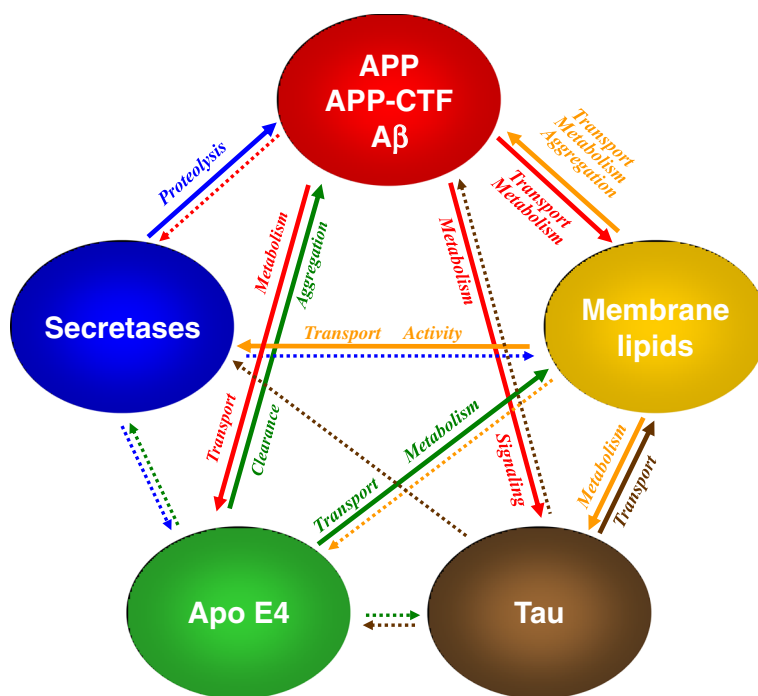 APP
APP-CTF
Aβ
Proteolysis
Transport
Metabolism
Aggregation
Transport
Metabolism
Metabolism
Aggregation
Metabolism
Secretases
Membrane
lipids
Transport Activity
Transport
Clearance
Metabolism
Transport
Signaling
Metabolism
Transport
Apo E4
Tau